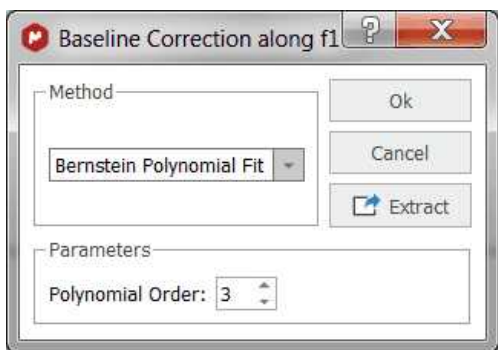 Baseline Correction along f1
?
X
Method
Bernstein Polynomial Fit
Ok
Cancel
Extract
Parameters
Polynomial Order: 3